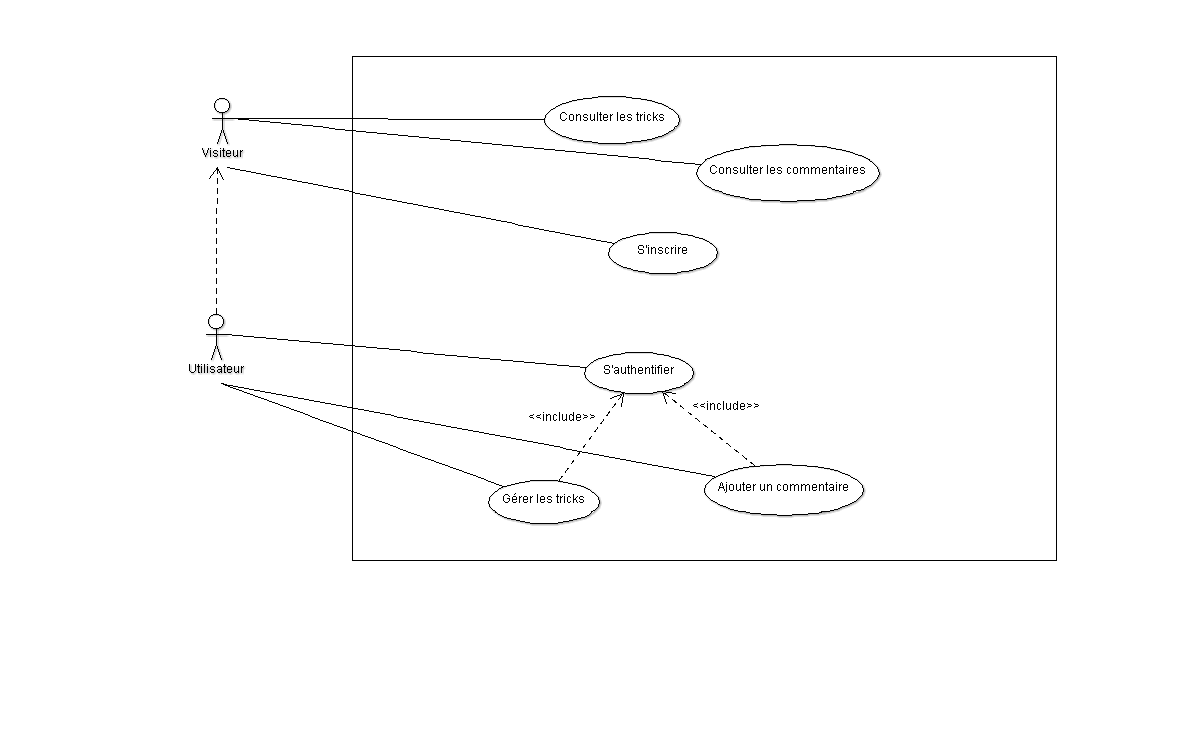 Consulter les tricks
Visiteur
Consulter les commentaires
S'inscrire
Utilisateur
S'authentifier
<<include>>
<<include>>
Gérer les tricks
Ajouter un commentaire